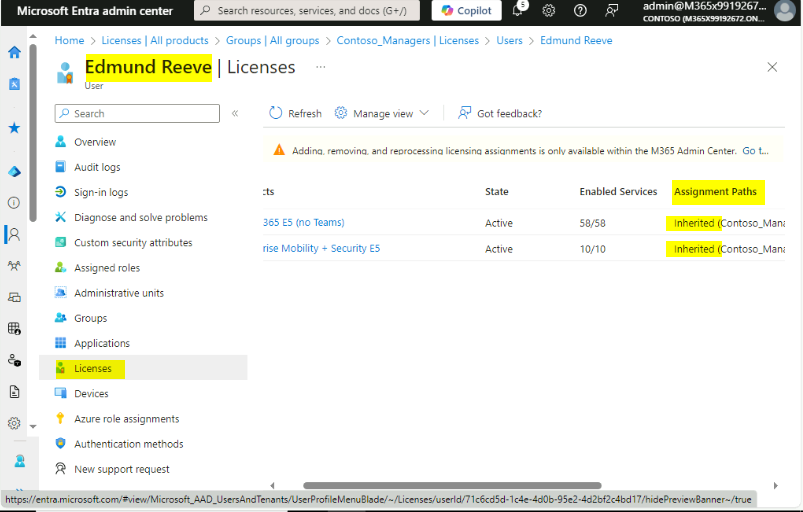 Microsoft Entra admin center
Search resources, services, and docs (G+/)
Copilot
5
admin@M365x9919267...
CONTOSO (M365X99192672.ON...
Home > Licenses | All products > Groups | All groups > Contoso_Managers | Licenses > Users > Edmund Reeve
Edmund Reeve | Licenses ...
User
Search
Refresh
Manage view
Got feedback?
Adding, removing, and reprocessing licensing assignments is only available within the M365 Admin Center. Go t...
cts State Enabled Services Assignment Paths
365 E5 (no Teams) Active 58/58 Inherited (Contoso_Mana
rise Mobility + Security E5 Active 10/10 Inherited (Contoso_Mana
Overview
Audit logs
Sign-in logs
Diagnose and solve problems
Custom security attributes
Assigned roles
Administrative units
Groups
Applications
Licenses
Devices
Azure role assignments
Authentication methods
New support request
https://entra.microsoft.com/#view/Microsoft_AAD_UsersAndTenants/UserProfileMenuBlade/~/Licenses/userId/71c6cd5d-1c4e-4d0b-95e2-4d2bf2c4bd17/hidePreviewBanner~/true